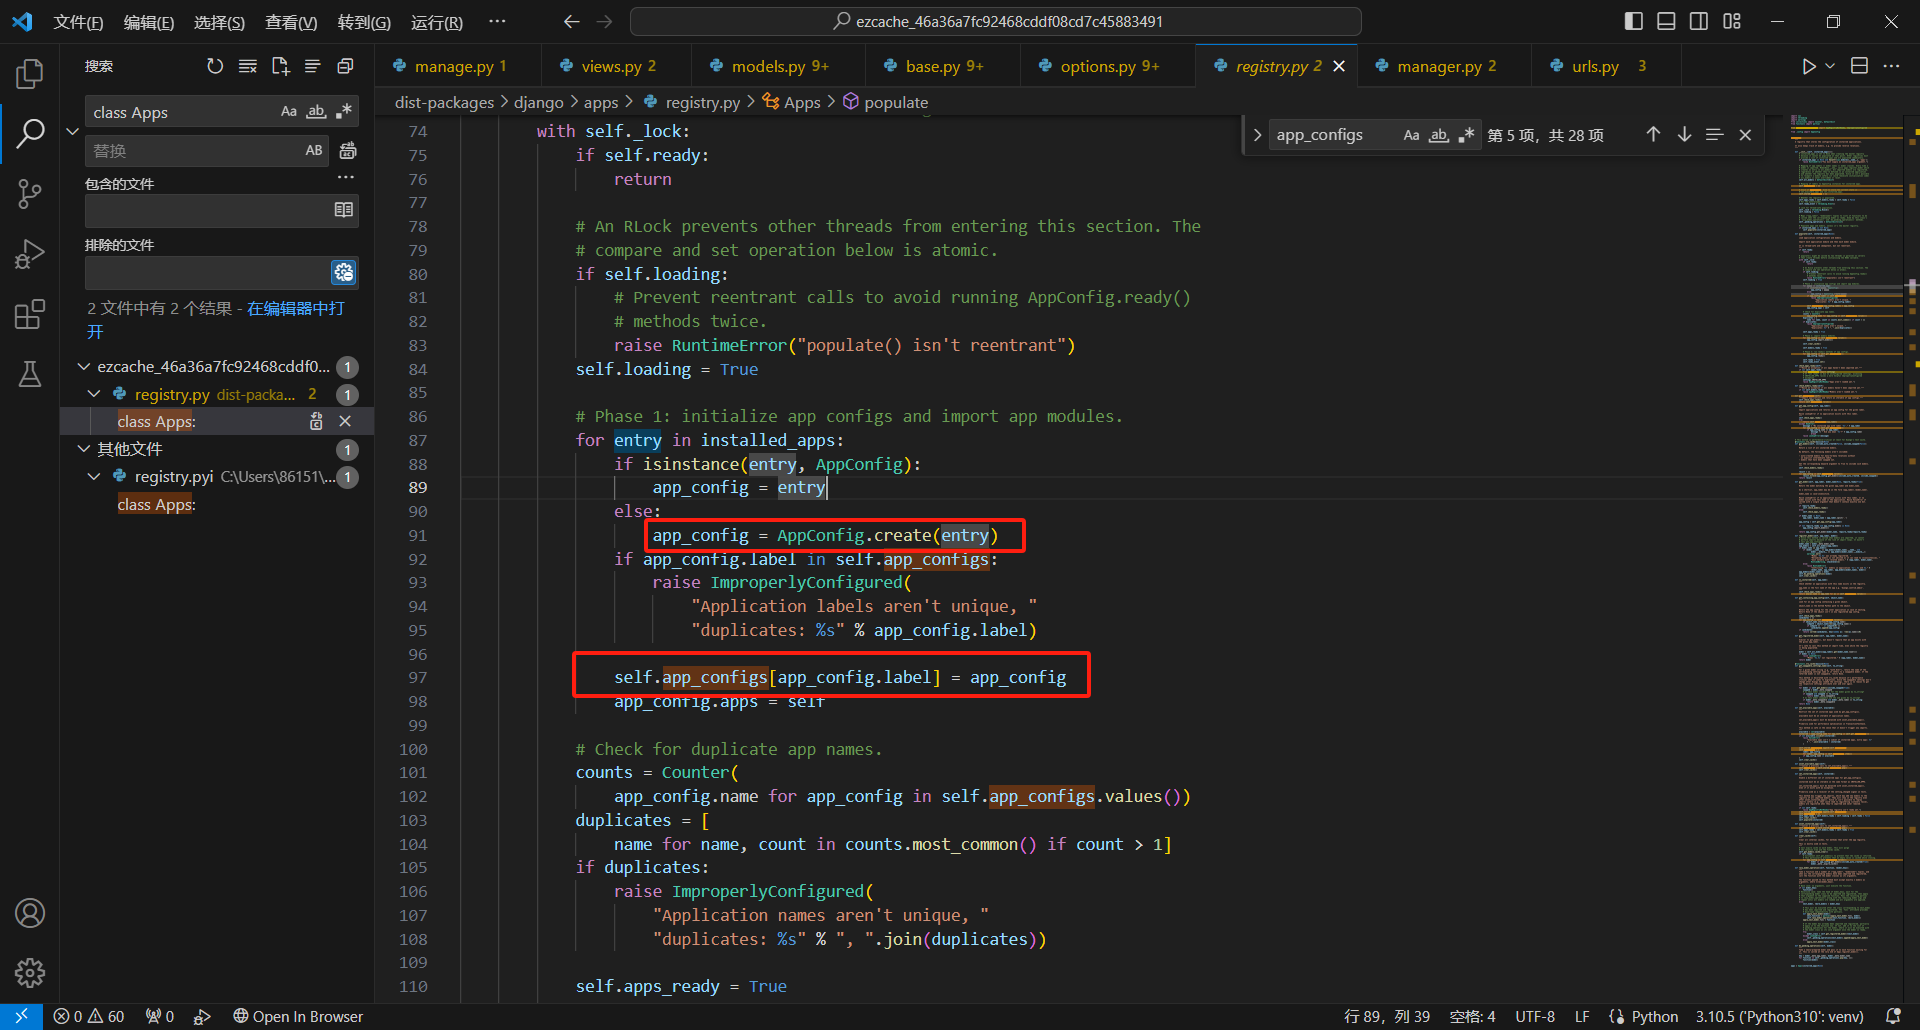 文件(F) 编辑(E) 选择(S) 查看(V) 转到(G) 运行(R) ···
ezcache_46a36a7fc92468cddf08cd7c45883491
搜索
class Apps
Aa ab .*
替换
AB
···
包含的文件
排除的文件
2 文件中有 2 个结果 - 在编辑器中打
开
ezcache_46a36a7fc92468cddf0... 1
registry.py dist-packa... 2 1
class Apps:
其他文件 1
registry.pyi C:\Users\86151\... 1
class Apps:
manage.py 1 views.py 2 models.py 9+ base.py 9+ options.py 9+ registry.py 2 manager.py 2 urls.py 3
dist-packages > django > apps > registry.py > Apps > populate
app_configs Aa ab .* 第 5 项，共 28 项
74 with self._lock:
75 if self.ready:
76 return
77
78 # An RLock prevents other threads from entering this section. The
79 # compare and set operation below is atomic.
80 if self.loading:
81 # Prevent reentrant calls to avoid running AppConfig.ready()
82 # methods twice.
83 raise RuntimeError("populate() isn't reentrant")
84 self.loading = True
85
86 # Phase 1: initialize app configs and import app modules.
87 for entry in installed_apps:
88 if isinstance(entry, AppConfig):
89 app_config = entry
90 else:
91 app_config = AppConfig.create(entry)
92 if app_config.label in self.app_configs:
93 raise ImproperlyConfigured(
94 "Application labels aren't unique, "
95 "duplicates: %s" % app_config.label)
96
97 self.app_configs[app_config.label] = app_config
98 app_config.apps = self
99
100 # Check for duplicate app names.
101 counts = Counter(
102 app_config.name for app_config in self.app_configs.values())
103 duplicates = [
104 name for name, count in counts.most_common() if count > 1]
105 if duplicates:
106 raise ImproperlyConfigured(
107 "Application names aren't unique, "
108 "duplicates: %s" % ", ".join(duplicates))
109
110 self.apps_ready = True
0 60 0 Open In Browser 行 89，列 39 空格: 4 UTF-8 LF Python 3.10.5 ('Python310': venv)